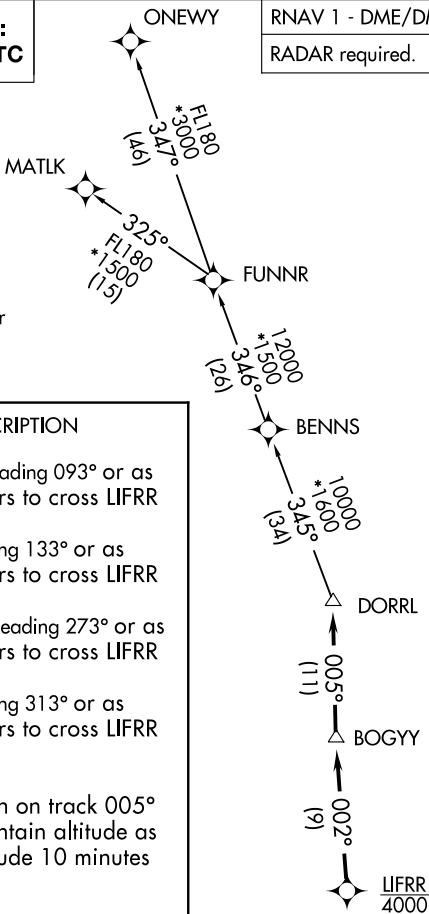 :
TC
ONEWY
RNAV 1 - DME/DM
RADAR required.
FL180
*3000
347°
(46)
MATLK
325°
FL180
*1500
(15)
FUNNR
r
12000
*1500
346°
(26)
BENNS
CRIPTION
ading 093° or as
rs to cross LIFRR
ng 133° or as
rs to cross LIFRR
eading 273° or as
rs to cross LIFRR
ng 313° or as
rs to cross LIFRR
n on track 005°
ntain altitude as
ude 10 minutes
10000
*1600
345°
(34)
DORRL
005°
(11)
BOGYY
002°
(9)
LIFRR
4000